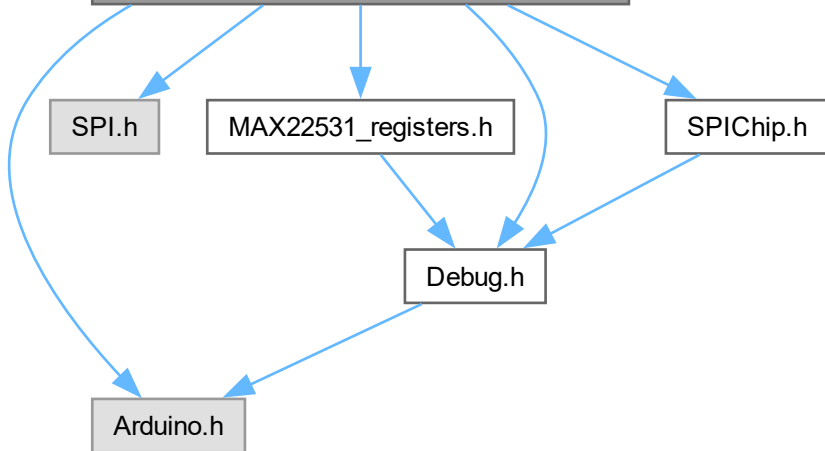 SPI.h
MAX22531_registers.h
SPIChip.h
Debug.h
Arduino.h